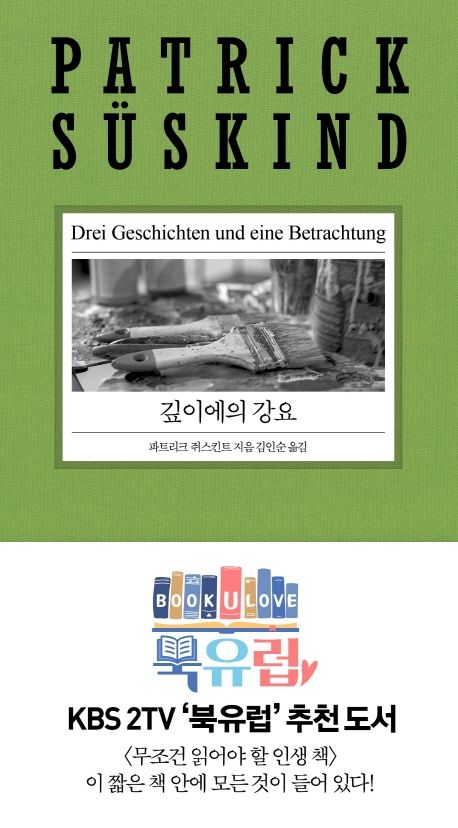 PATRICK
SÜSKIND
Drei Geschichten und eine Betrachtung
깊이에의 강요
파트리크 쥐스킨트 지음 김인순 옮김
BOOKULOVE
북유럽
KBS 2TV ‘북유럽’ 추천 도서
〈무조건 읽어야 할 인생 책〉
이 짧은 책 안에 모든 것이 들어 있다!